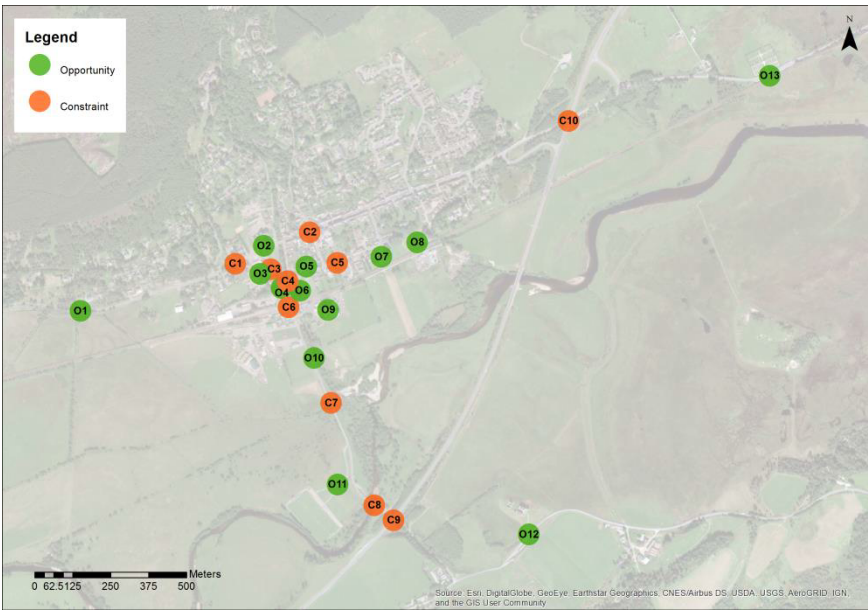 Legend
Opportunity
Constraint
N
O13
C10
C2
O2
O8
O7
C1
C3
O5
C5
O3
C4
O4
O6
C6
O9
O1
O10
C7
O11
C8
C9
O12
Meters
0 62.5125 250 375 500
Source: Esri, DigitalGlobe, GeoEye, Earthstar Geographics, CNES/Airbus DS, USDA, USGS, AeroGRID, IGN,
and the GIS User Community